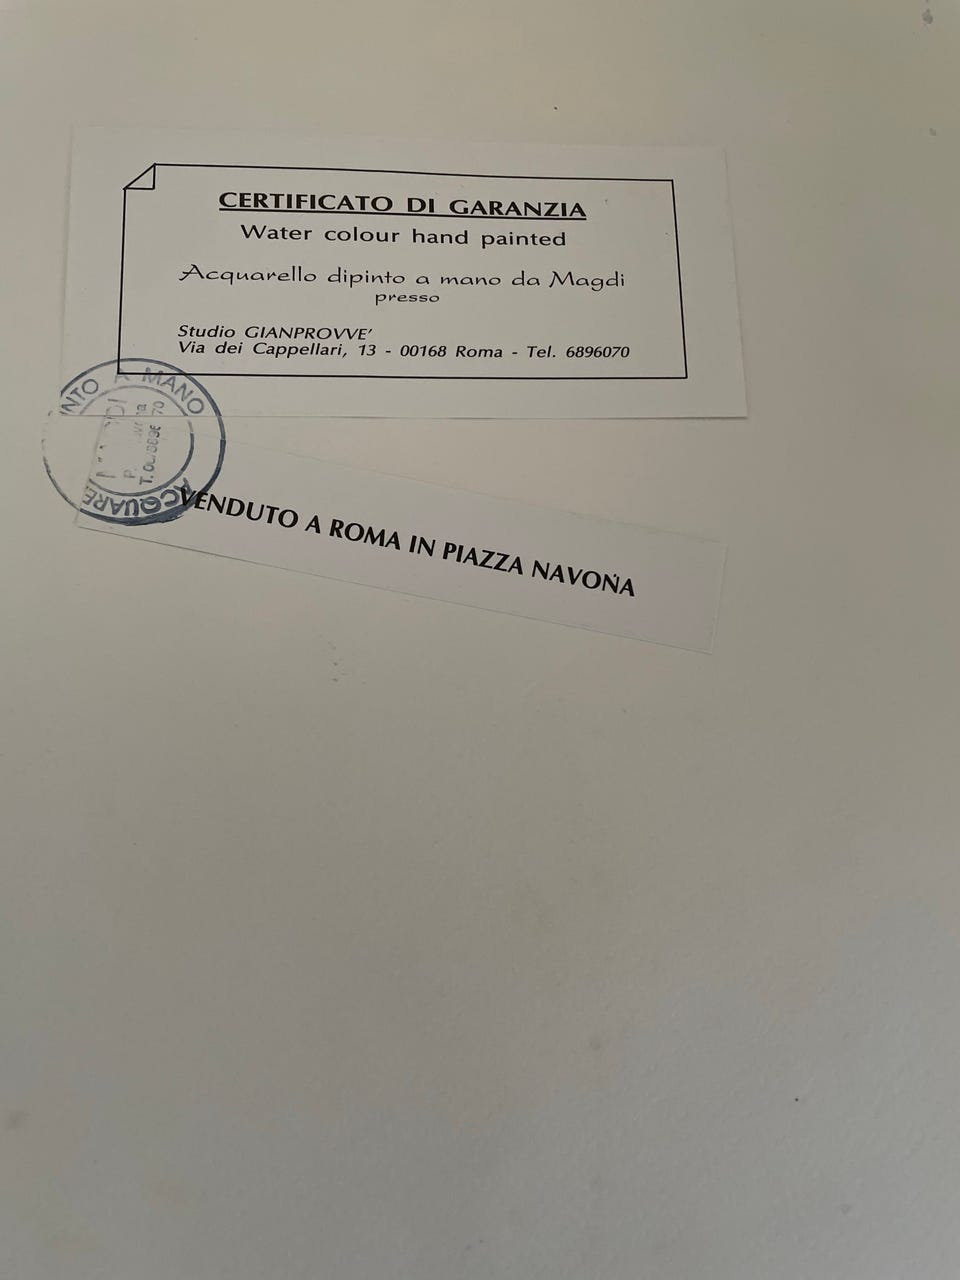 CERTIFICATO DI GARANZIA
Water colour hand painted
Acquarello dipinto a mano da Magdi
presso
Studio GIANPROVVE'
Via dei Cappellari, 13 - 00168 Roma - Tel. 6896070
A MANO
VENDUTO A ROMA IN PIAZZA NAVONA